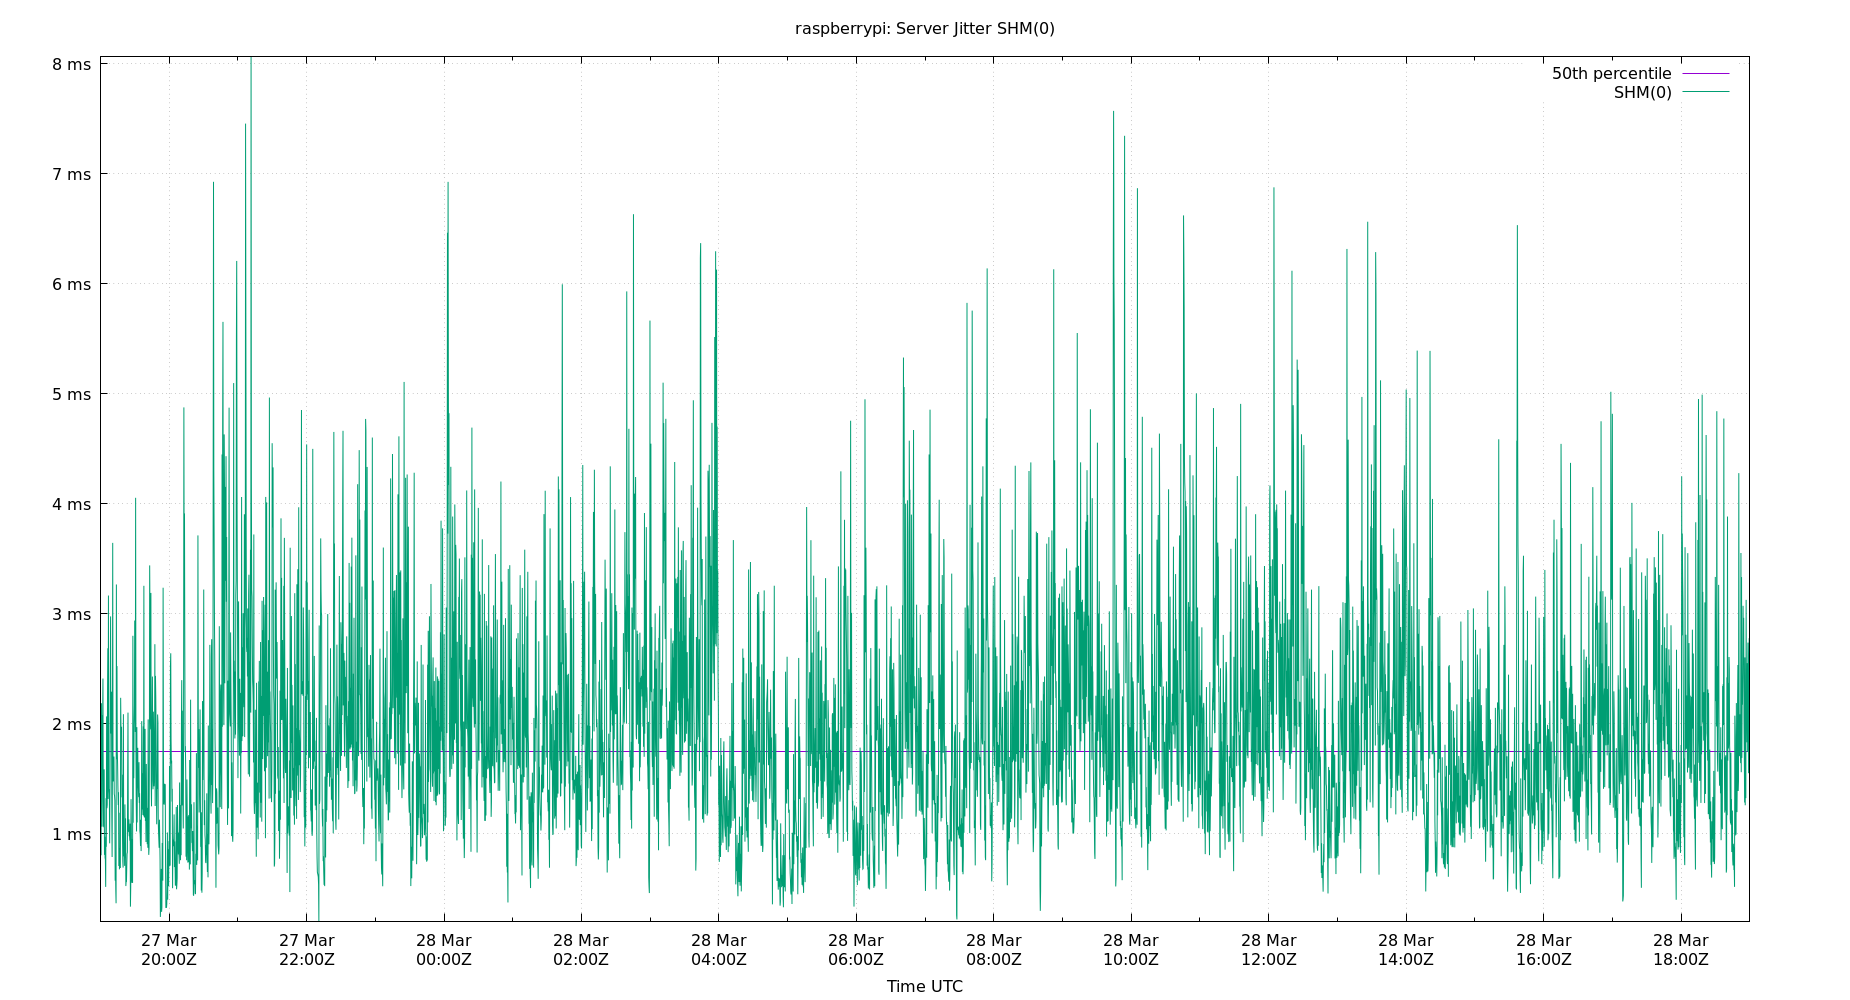 raspberrypi: Server Jitter SHM(0)
8 ms
7 ms
6 ms
5 ms
4 ms
3 ms
2 ms
1 ms
50th percentile
SHM(0)
27 Mar
20:00Z
27 Mar
22:00Z
28 Mar
00:00Z
28 Mar
02:00Z
28 Mar
04:00Z
28 Mar
06:00Z
28 Mar
08:00Z
28 Mar
10:00Z
28 Mar
12:00Z
28 Mar
14:00Z
28 Mar
16:00Z
28 Mar
18:00Z
Time UTC